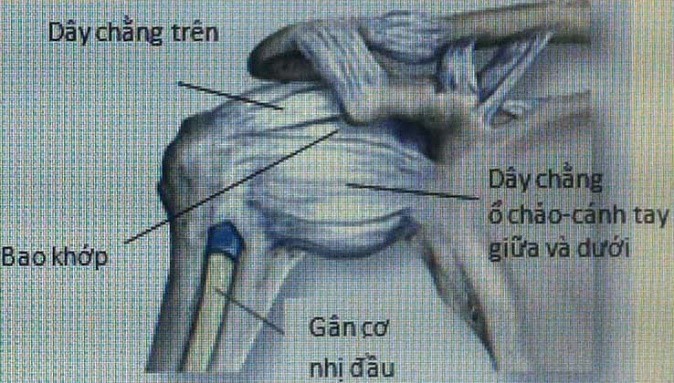 Dây chằng trên
Dây chằng
ổ chảo-cánh tay
giữa và dưới
Bao khớp
Gân cơ
nhị đầu